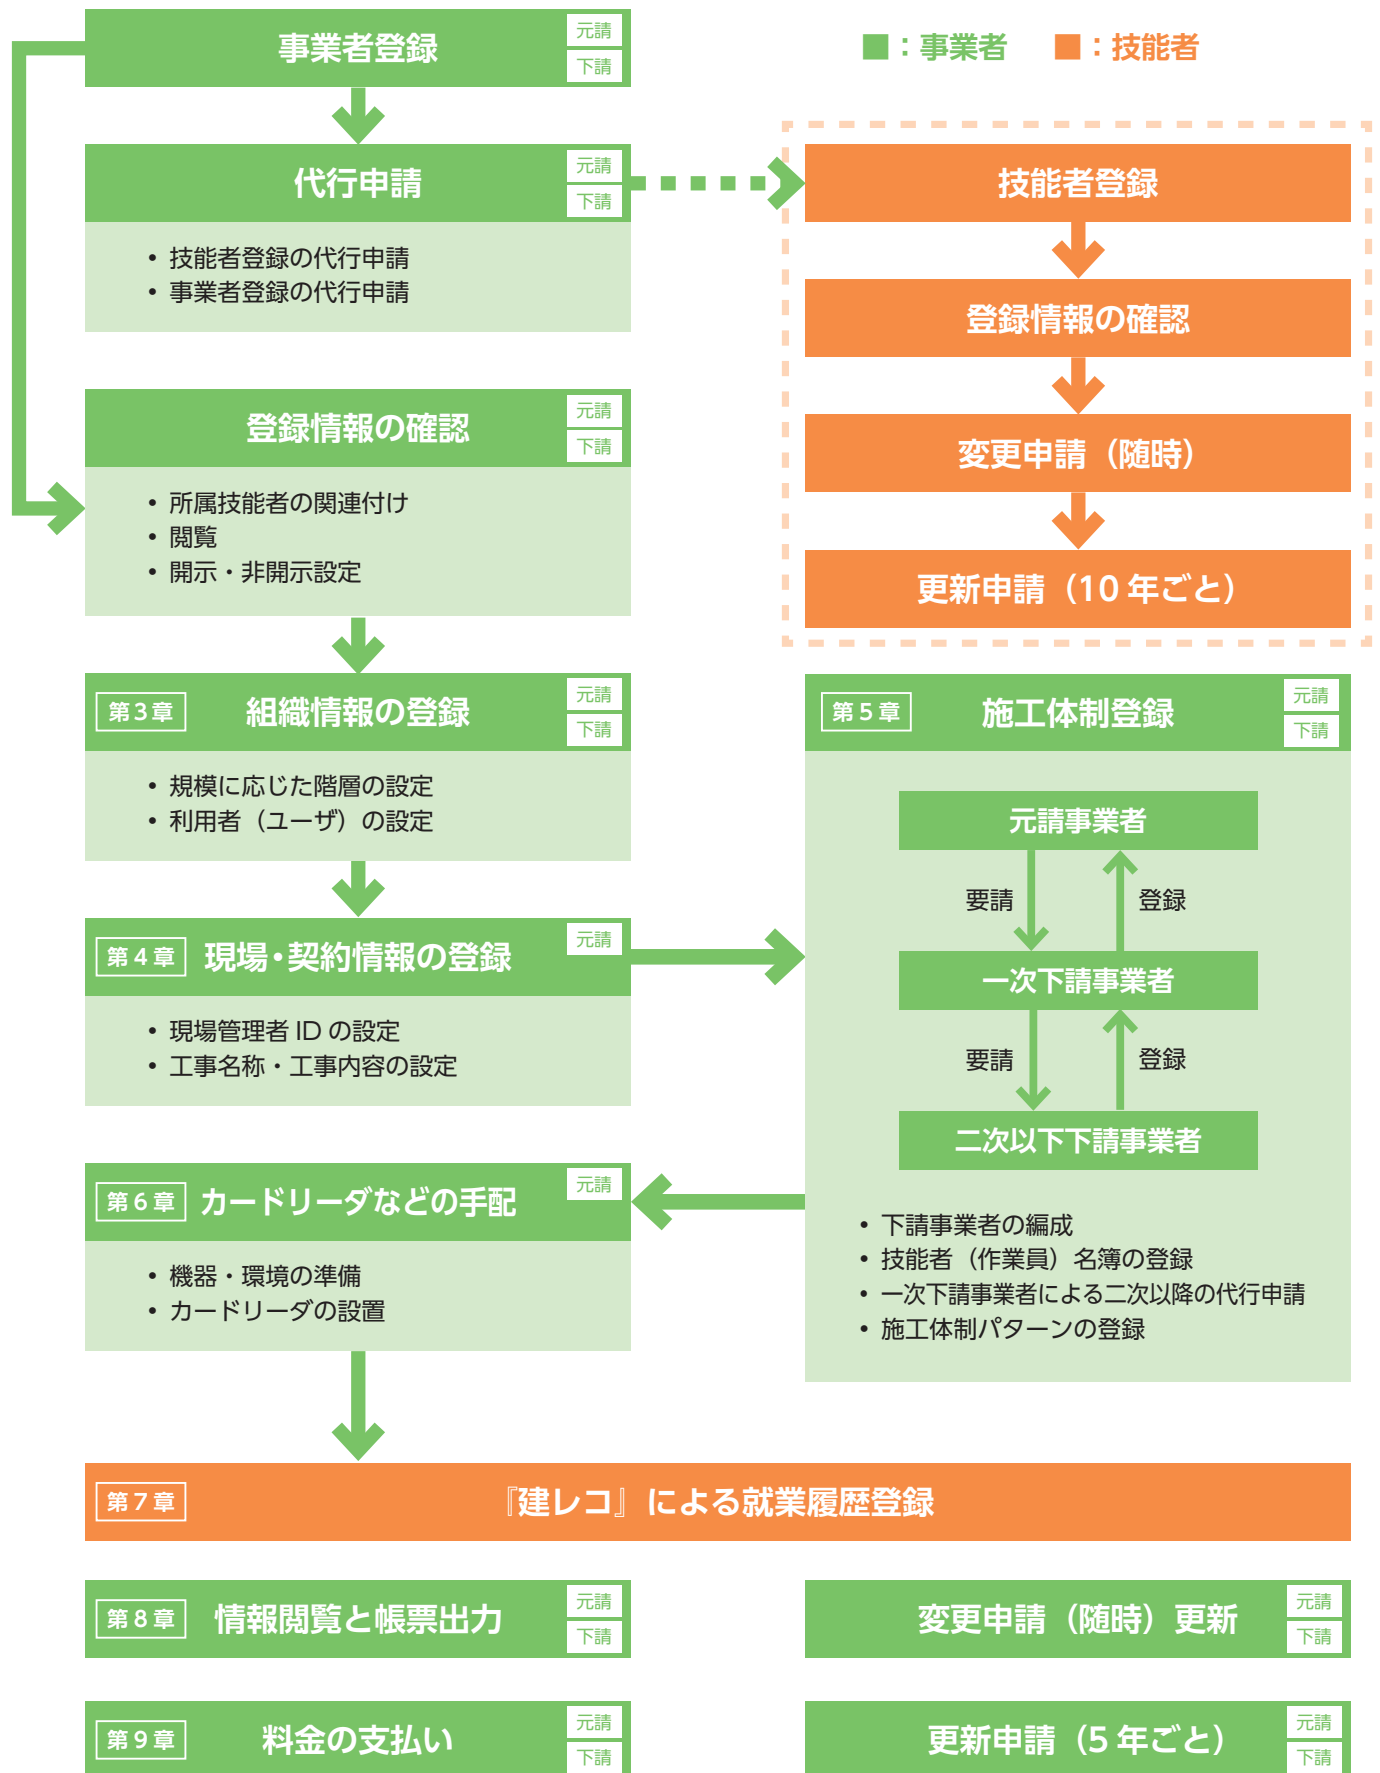 ■：事業者　■：技能者
事業者登録
元請
下請
代行申請
元請
下請
• 技能者登録の代行申請
• 事業者登録の代行申請
技能者登録
登録情報の確認
変更申請（随時）
更新申請（10 年ごと）
登録情報の確認
元請
下請
• 所属技能者の関連付け
• 閲覧
• 開示・非開示設定
第3章
組織情報の登録
元請
下請
• 規模に応じた階層の設定
• 利用者（ユーザ）の設定
第４章
現場・契約情報の登録
元請
• 現場管理者 ID の設定
• 工事名称・工事内容の設定
第５章
施工体制登録
元請
下請
元請事業者
要請
登録
一次下請事業者
要請
登録
二次以下下請事業者
• 下請事業者の編成
• 技能者（作業員）名簿の登録
• 一次下請事業者による二次以降の代行申請
• 施工体制パターンの登録
第６章
カードリーダなどの手配
元請
• 機器・環境の準備
• カードリーダの設置
第７章
『建レコ』による就業履歴登録
第８章
情報閲覧と帳票出力
元請
下請
変更申請（随時）更新
元請
下請
第９章
料金の支払い
元請
下請
更新申請（5 年ごと）
元請
下請